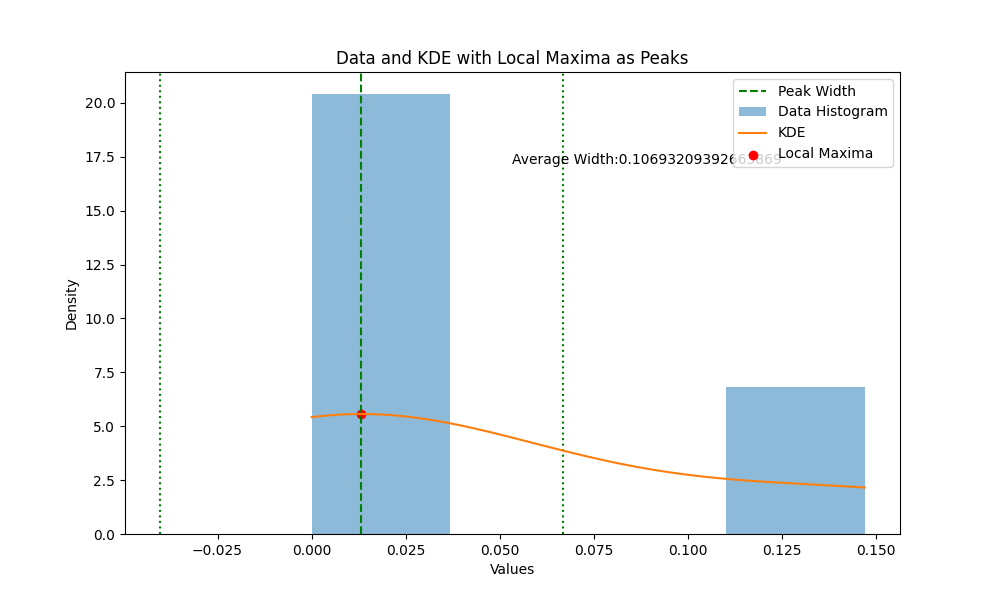 Data and KDE with Local Maxima as Peaks
Peak Width
Data Histogram
KDE
Local Maxima
Average Width:0.10693209392663869
20.0
17.5
15.0
12.5
10.0
7.5
5.0
2.5
0.0
Density
−0.025
0.000
0.025
0.050
0.075
0.100
0.125
0.150
Values